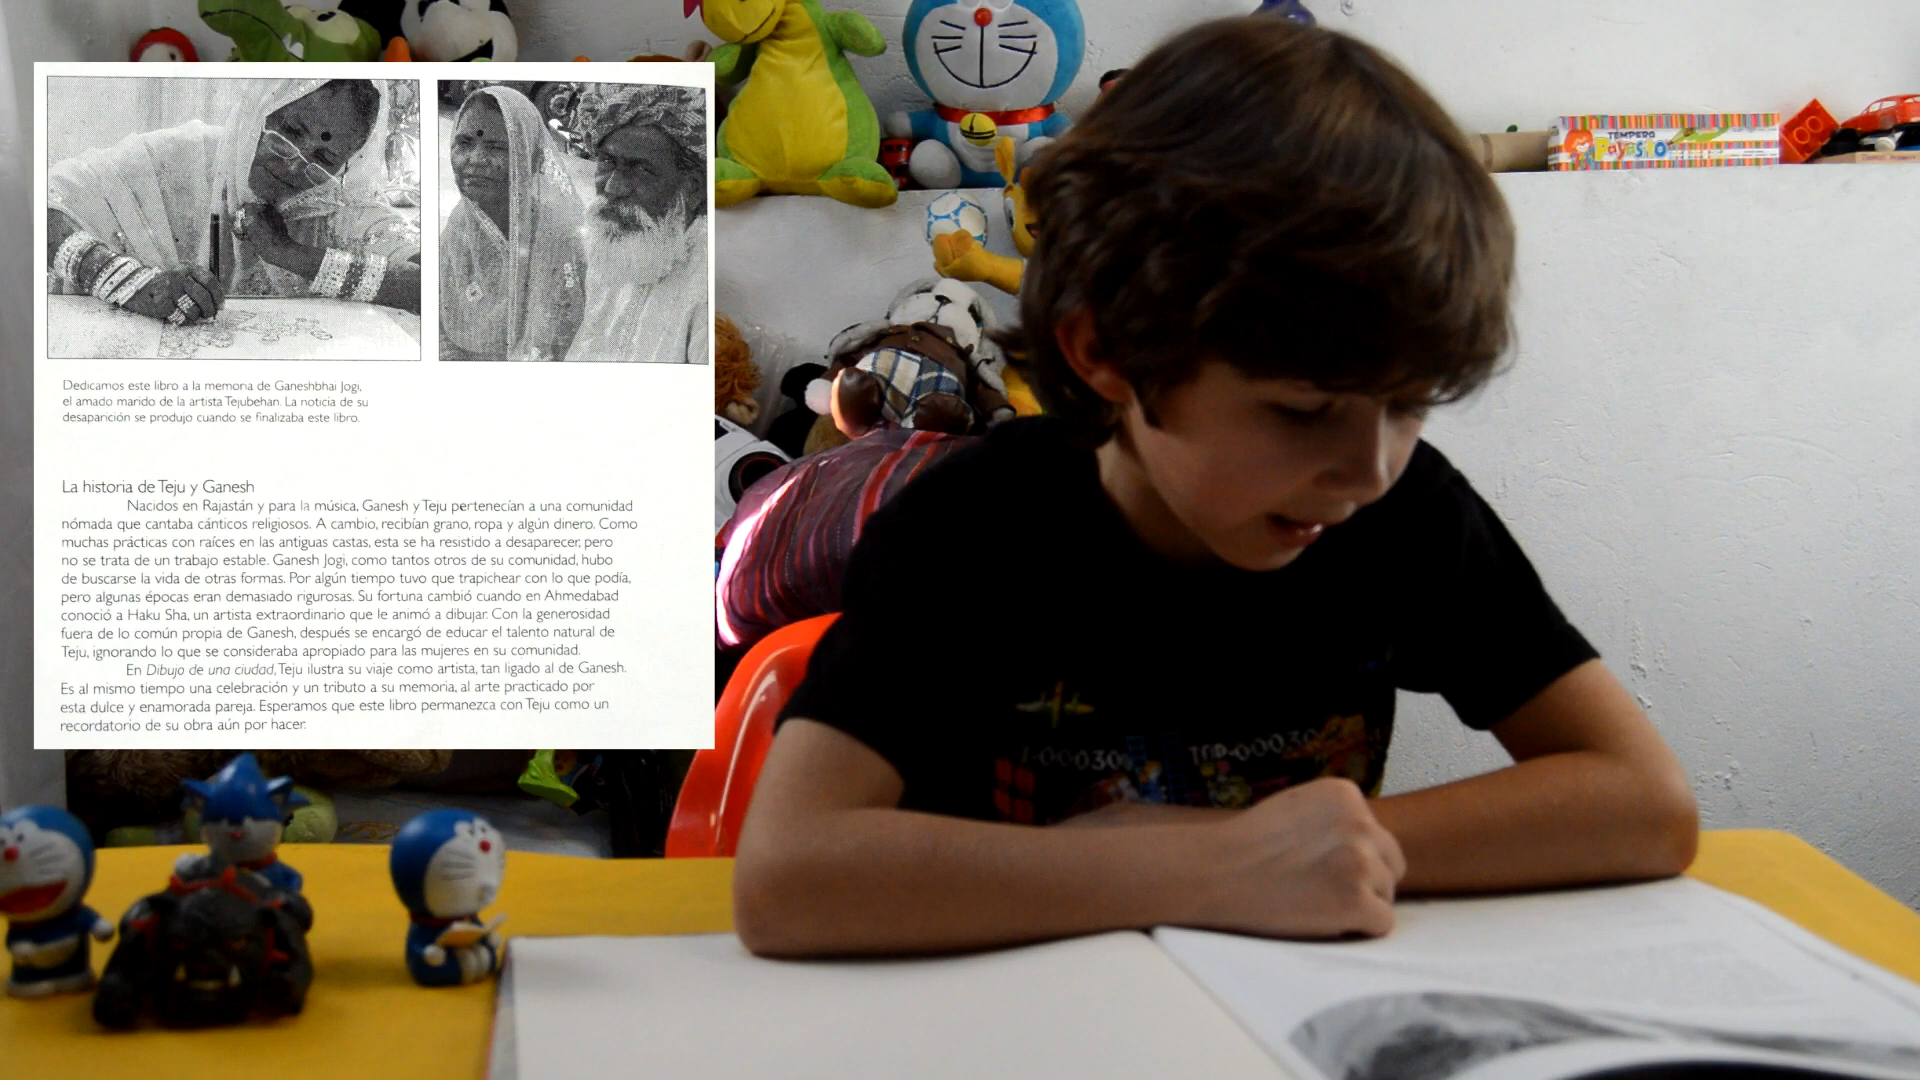 Dedicamos este libro a la memoria de Ganeshbhai Jogi,
el amado marido de la artista Tejubehan. La noticia de su
desaparición se produjo cuando se finalizaba este libro.
La historia de Teju y Ganesh
Nacidos en Rajastán y para la música, Ganesh y Teju pertenecían a una comunidad
nómada que cantaba cánticos religiosos. A cambio, recibían grano, ropa y algún dinero. Como
muchas prácticas con raíces en las antiguas castas, esta se ha resistido a desaparecer, pero
no se trata de un trabajo estable. Ganesh Jogi, como tantos otros de su comunidad, hubo
de buscarse la vida de otras formas. Por algún tiempo tuvo que trapichear con lo que podía,
pero algunas épocas eran demasiado rigurosas. Su fortuna cambió cuando en Ahmedabad
conoció a Haku Sha, un artista extraordinario que le animó a dibujar. Con la generosidad
fuera de lo común propia de Ganesh, después se encargó de educar el talento natural de
Teju, ignorando lo que se consideraba apropiado para las mujeres en su comunidad.
En Dibujo de una ciudad, Teju ilustra su viaje como artista, tan ligado al de Ganesh.
Es al mismo tiempo una celebración y un tributo a su memoria, al arte practicado por
esta dulce y enamorada pareja. Esperamos que este libro permanezca con Teju como un
recordatorio de su obra aún por hacer.
TEMPERA
Payasito